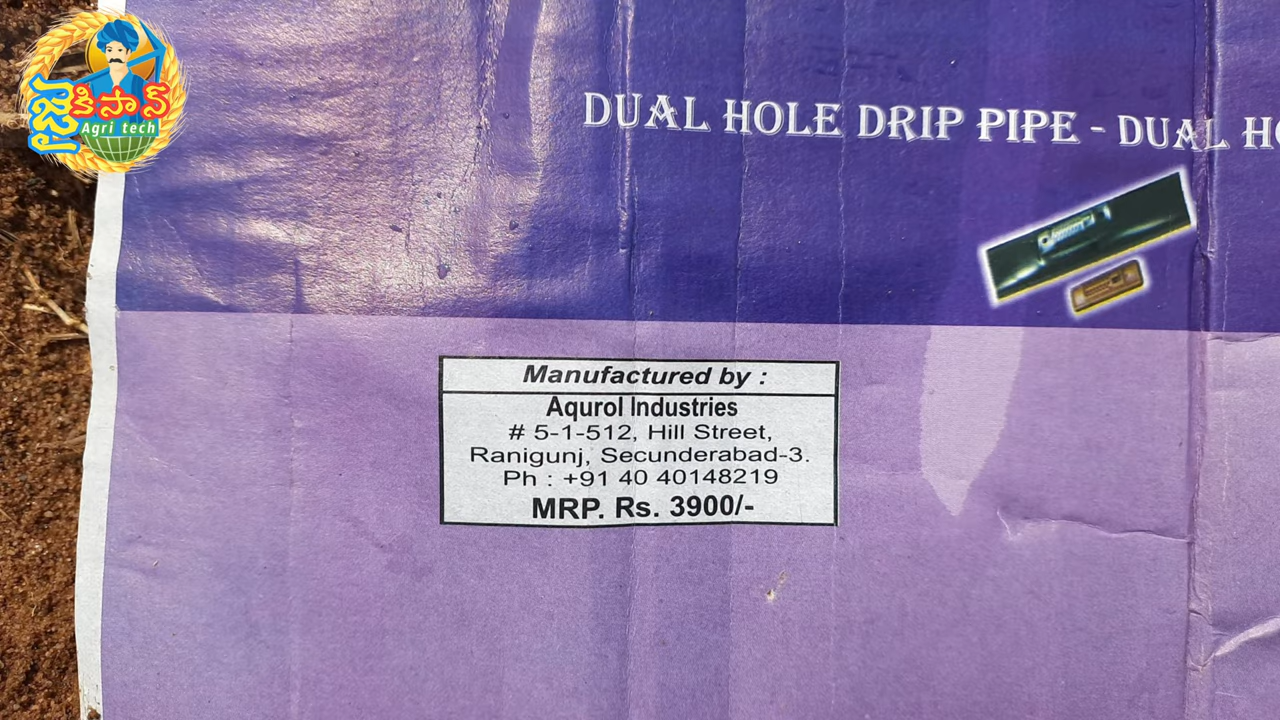 జై కిసాన్
Agri tech
DUAL HOLE DRIP PIPE - DUAL HO
Manufactured by :
Aqurol Industries
# 5-1-512, Hill Street,
Ranigunj, Secunderabad-3.
Ph : +91 40 40148219
MRP. Rs. 3900/-